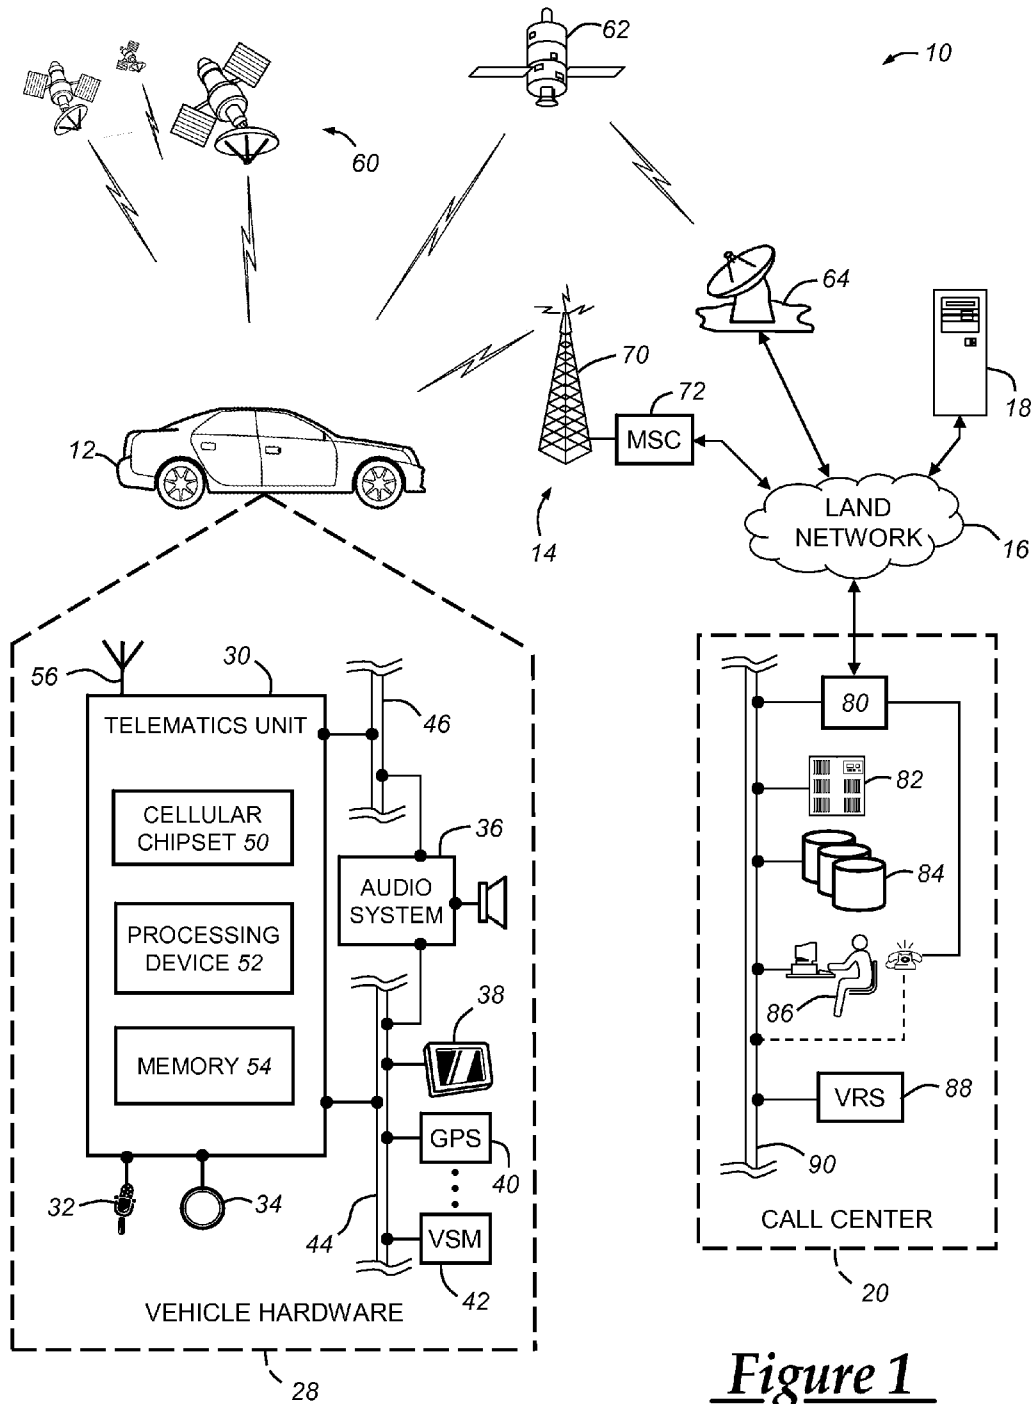 62
10
60
64
70
18
72
MSC
12
LAND
NETWORK
16
14
56
30
TELEMATICS UNIT
46
80
CELLULAR
CHIPSET 50
82
36
AUDIO
SYSTEM
84
PROCESSING
DEVICE 52
38
86
MEMORY 54
VRS
88
GPS
40
90
32
34
44
VSM
42
CALL CENTER
20
VEHICLE HARDWARE
28
Figure 1